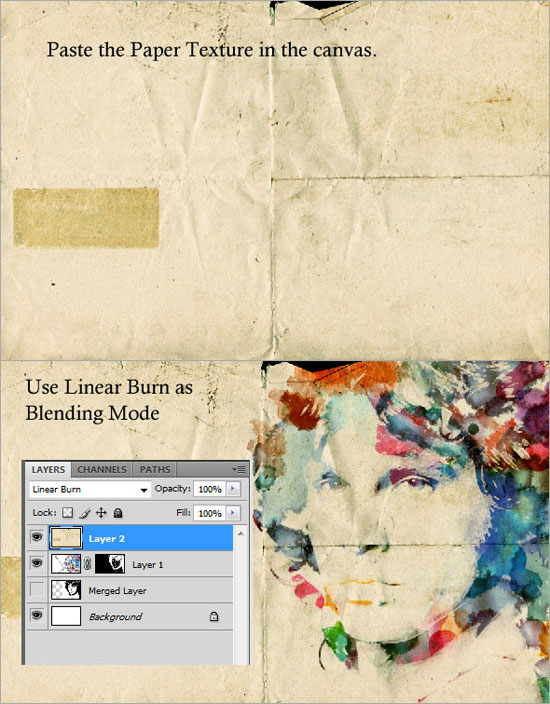 Paste the Paper Texture in the canvas.
Use Linear Burn as
Blending Mode
LAYERS CHANNELS PATHS
Linear Burn Opacity: 100%
Lock: Fill: 100%
Layer 2
Layer 1
Merged Layer
Background